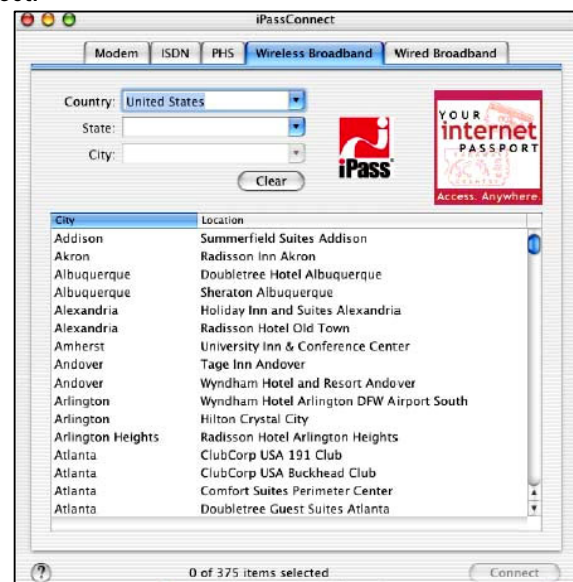 iPassConnect
Modem ISDN PHS Wireless Broadband Wired Broadband
Country: United States
State:
City:
Clear
iPass
YOUR
internet
PASSPORT
Access. Anywhere.
City Location
Addison Summerfield Suites Addison
Akron Radisson Inn Akron
Albuquerque Doubletree Hotel Albuquerque
Albuquerque Sheraton Albuquerque
Alexandria Holiday Inn and Suites Alexandria
Alexandria Radisson Hotel Old Town
Amherst University Inn & Conference Center
Andover Tage Inn Andover
Andover Wyndham Hotel and Resort Andover
Arlington Wyndham Hotel Arlington DFW Airport South
Arlington Hilton Crystal City
Arlington Heights Radisson Hotel Arlington Heights
Atlanta ClubCorp USA 191 Club
Atlanta ClubCorp USA Buckhead Club
Atlanta Comfort Suites Perimeter Center
Atlanta Doubletree Guest Suites Atlanta
? 0 of 375 items selected Connect